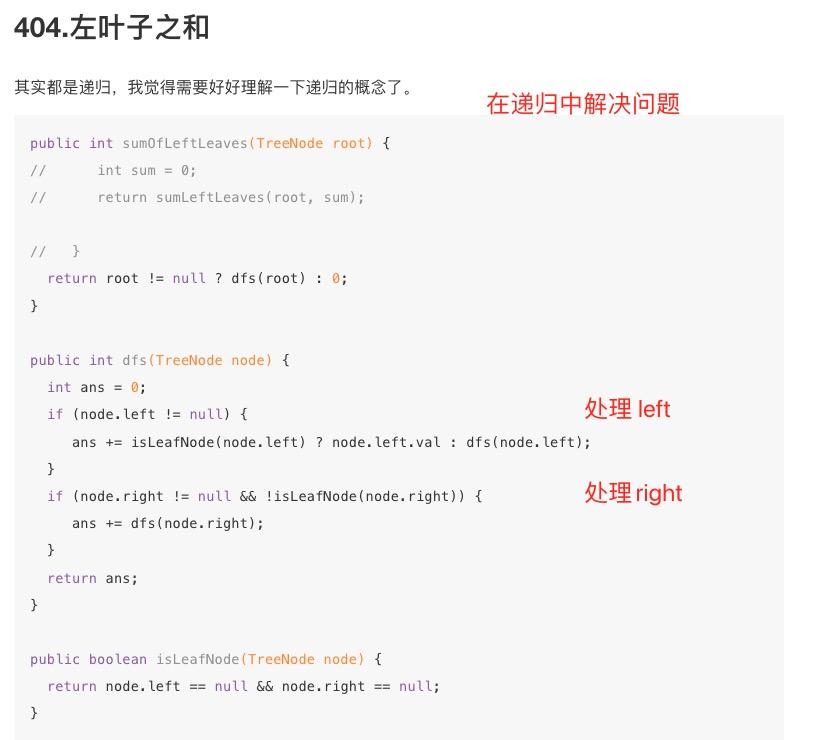 404.左叶子之和
其实都是递归，我觉得需要好好理解一下递归的概念了。
在递归中解决问题
public int sumOfLeftLeaves(TreeNode root) {
//      int sum = 0;
//      return sumLeftLeaves(root, sum);
//   }
  return root != null ? dfs(root) : 0;
}
public int dfs(TreeNode node) {
  int ans = 0;
  if (node.left != null) {
处理 left
     ans += isLeafNode(node.left) ? node.left.val : dfs(node.left);
  }
  if (node.right != null && !isLeafNode(node.right)) {
处理right
     ans += dfs(node.right);
  }
  return ans;
}
public boolean isLeafNode(TreeNode node) {
  return node.left == null && node.right == null;
}